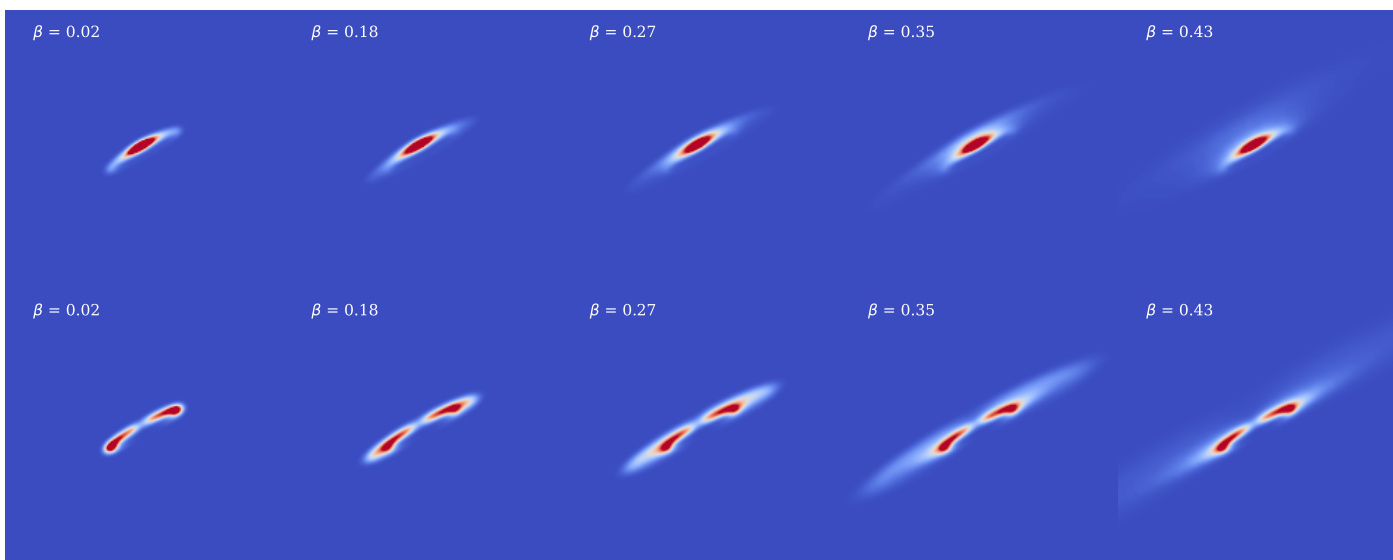 β = 0.02
β = 0.18
β = 0.27
β = 0.35
β = 0.43
β = 0.02
β = 0.18
β = 0.27
β = 0.35
β = 0.43